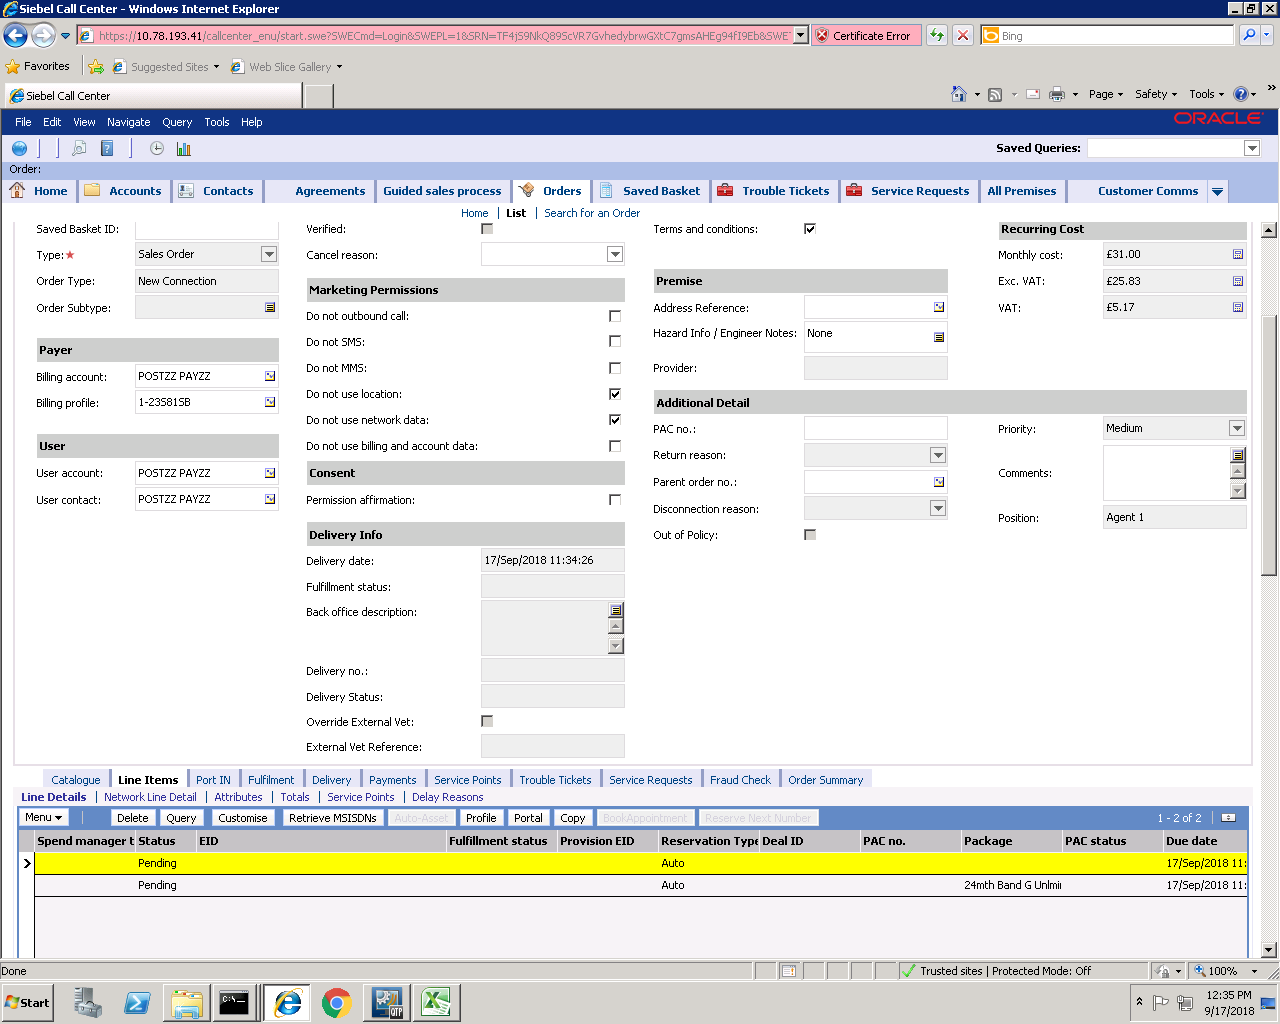 Siebel Call Center - Windows Internet Explorer
https://10.78.193.41/callcenter_enu/start.swe?SWECmd=Login&SWEPL=1&SRN=
Certificate Error
Bing
Favorites
Suggested Sites
Web Slice Gallery
Siebel Call Center
Page
Safety
Tools
File Edit View Navigate Query Tools Help
ORACLE
Saved Queries:
Order:
Home Accounts Contacts Agreements Guided sales process Orders Saved Basket Trouble Tickets Service Requests All Premises Customer Comms
Home | List | Search for an Order
Saved Basket ID:
Type:★ Sales Order
Order Type: New Connection
Order Subtype:
Payer
Billing account: POSTZZ PAYZZ
Billing profile: 1-23S81SB
User
User account: POSTZZ PAYZZ
User contact: POSTZZ PAYZZ
Verified:
Cancel reason:
Marketing Permissions
Do not outbound call:
Do not SMS:
Do not MMS:
Do not use location:
Do not use network data:
Do not use billing and account data:
Consent
Permission affirmation:
Delivery Info
Delivery date: 17/Sep/2018 11:34:26
Fulfillment status:
Back office description:
Delivery no.:
Delivery Status:
Override External Vet:
External Vet Reference:
Terms and conditions:
Premise
Address Reference:
Hazard Info / Engineer Notes: None
Provider:
Additional Detail
PAC no.:
Return reason:
Parent order no.:
Disconnection reason:
Out of Policy:
Recurring Cost
Monthly cost: £31.00
Exc. VAT: £25.83
VAT: £5.17
Priority: Medium
Comments:
Position: Agent 1
Catalogue Line Items Port IN Fulfilment Delivery Payments Service Points Trouble Tickets Service Requests Fraud Check Order Summary
Line Details | Network Line Detail | Attributes | Totals | Service Points | Delay Reasons
Menu Delete Query Customise Retrieve MSISDNs Auto-Asset Profile Portal Copy BookAppointment Reserve Next Number 1 - 2 of 2
Spend manager t Status EID Fulfillment status Provision EID Reservation Type Deal ID PAC no. Package PAC status Due date
Pending Auto 17/Sep/2018 11:
Pending Auto 24mth Band G Unlmi 17/Sep/2018 11:
Done
Trusted sites | Protected Mode: Off
100%
Start
C:\
QTP
12:35 PM
9/17/2018